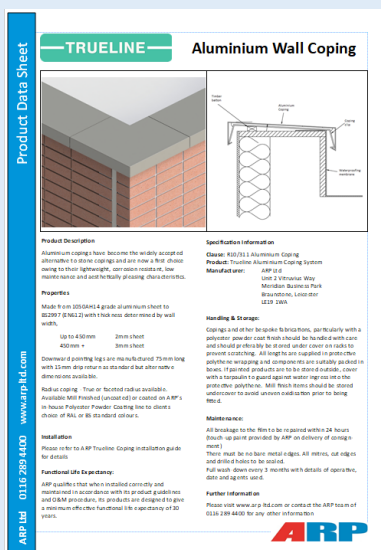 Product Data Sheet
www.arp-ltd.com
0116 289 4400
ARP Ltd
TRUELINE
Aluminium Wall Coping
Timber
batten
Aluminium
Coping
Coping
Clip
Waterproofing
membrane
Product Description
Aluminium copings have become the widely accepted
alternative to stone copings and are now a first choice
owing to their lightweight, corrosion resistant, low
maintenance and aesthetically pleasing characteristics.
Properties
Made from 1050AH14 grade aluminium sheet to
BS2997 (EN612) with thickness determined by wall
width,
Up to 450mm 2mm sheet
450mm + 3mm sheet
Downward pointing legs are manufactured 75mm long
with 15mm drip return as standard but alternative
dimensions available.
Radius coping - True or faceted radius available.
Available Mill Finished (uncoated) or coated on ARP's
in-house Polyester Powder Coating line to clients
choice of RAL or BS standard colours.
Installation
Please refer to ARP Trueline Coping installation guide
for details
Functional Life Expectancy:
ARP qualifies that when installed correctly and
maintained in accordance with its product guidelines
and O&M procedure, its products are designed to give
a minimum effective functional life expectancy of 30
years.
Specification Information
Clause: R10/311 Aluminium Coping
Product: Trueline Aluminium Coping System
Manufacturer: ARP Ltd
Unit 2 Vitruvius Way
Meridian Business Park
Braunstone, Leicester
LE19 1WA
Handling & Storage:
Copings and other bespoke fabrications, particularly with a
polyester powder coat finish should be handled with care
and should preferably be stored under cover on racks to
prevent scratching. All lengths are supplied in protective
polythene wrapping and components are suitably packed in
boxes. If painted products are to be stored outside, cover
with a tarpaulin to guard against water ingress into the
protective polythene. Mill finish items should be stored
undercover to avoid uneven oxidisation prior to being
fitted.
Maintenance:
All breakage to the film to be repaired within 24 hours
(touch-up paint provided by ARP on delivery of consign-
ment)
There must be no bare metal edges. All mitres, cut edges
and drilled holes to be sealed.
Full wash down every 3 months with details of operative,
date and agents used.
Further Information
Please visit www.arp-ltd.com or contact the ARP team of
0116 289 4400 for any other information
ARP